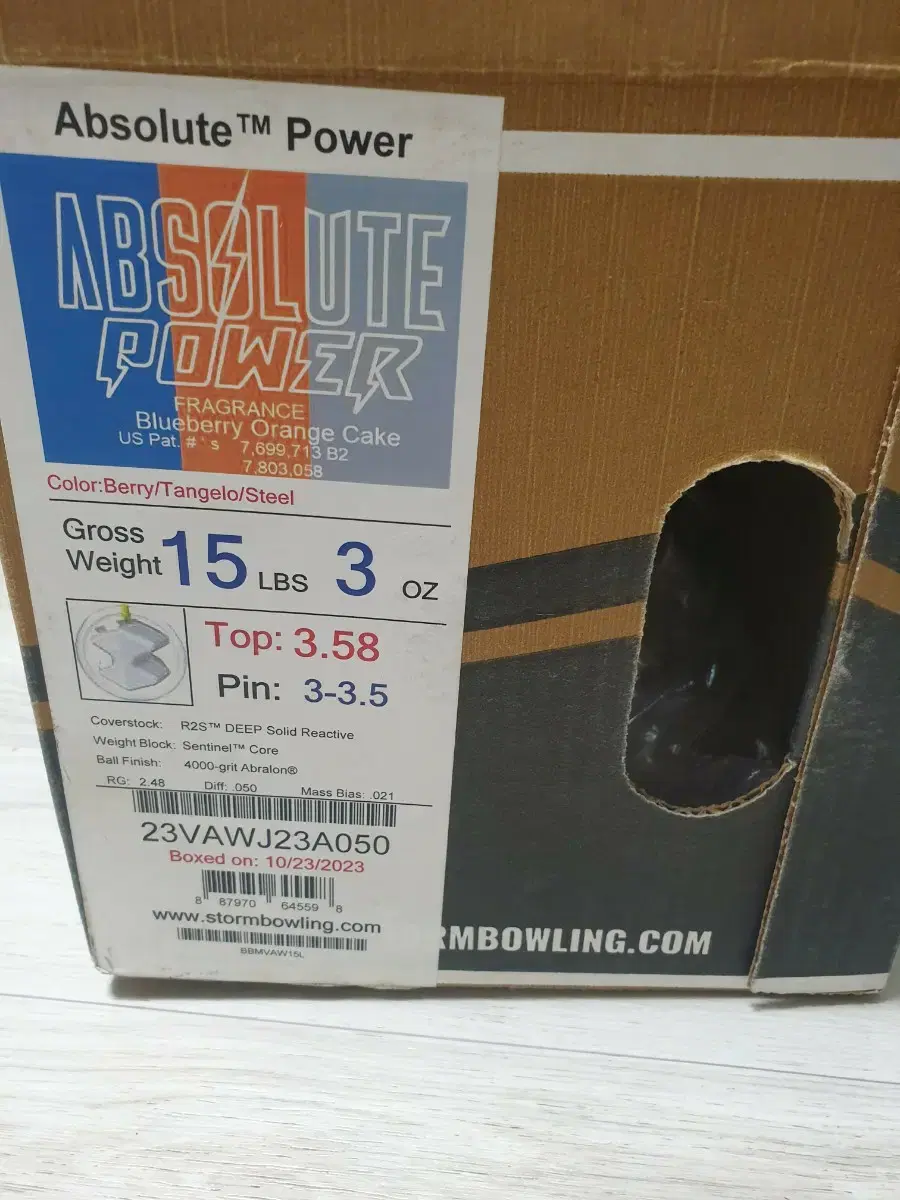 Absolute™ Power
ABSOLUTE
POWER
FRAGRANCE
Blueberry Orange Cake
US Pat. #'s 7,699,713 B2
7,803,058
Color:Berry/Tangelo/Steel
Gross
Weight 15 LBS 3 OZ
Top: 3.58
Pin: 3-3.5
Coverstock: R2S™ DEEP Solid Reactive
Weight Block: Sentinel™ Core
Ball Finish: 4000-grit Abralon®
RG: 2.48 Diff: .050 Mass Bias: .021
23VAWJ23A050
Boxed on: 10/23/2023
8 87970 64559 8
www.stormbowling.com
BBMVAW15L
RMBOWLING.COM